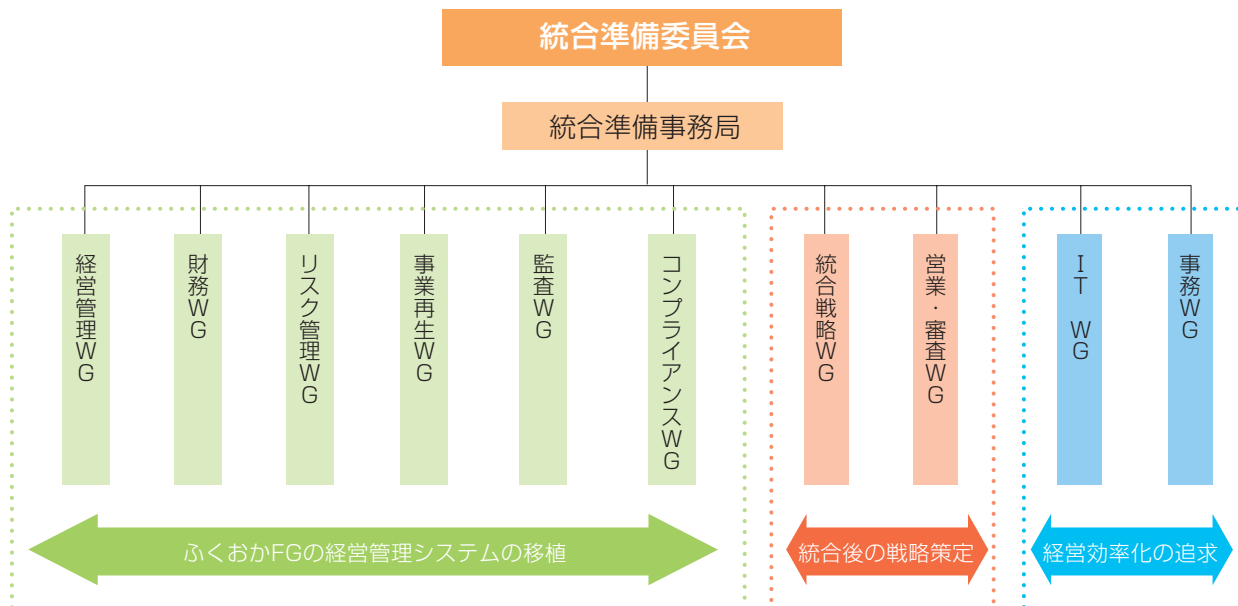 統合準備委員会
統合準備事務局
経営管理WG
財務WG
リスク管理WG
事業再生WG
監査WG
コンプライアンスWG
統合戦略WG
営業・審査WG
IT WG
事務WG
ふくおかFGの経営管理システムの移植
統合後の戦略策定
経営効率化の追求